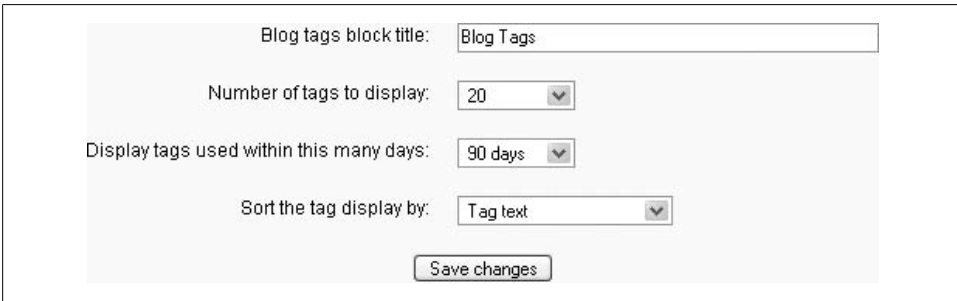 Blog tags block title: Blog Tags
Number of tags to display: 20
Display tags used within this many days: 90 days
Sort the tag display by: Tag text
Save changes